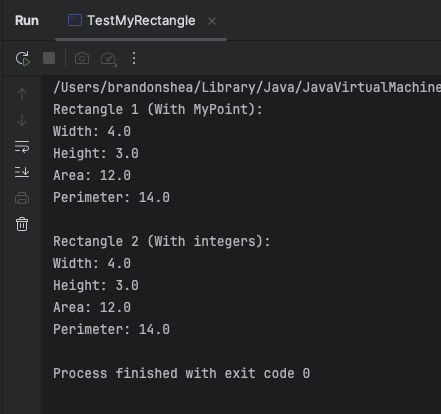 Run TestMyRectangle
/Users/brandonshea/Library/Java/JavaVirtualMachine
Rectangle 1 (With MyPoint):
Width: 4.0
Height: 3.0
Area: 12.0
Perimeter: 14.0
Rectangle 2 (With integers):
Width: 4.0
Height: 3.0
Area: 12.0
Perimeter: 14.0
Process finished with exit code 0